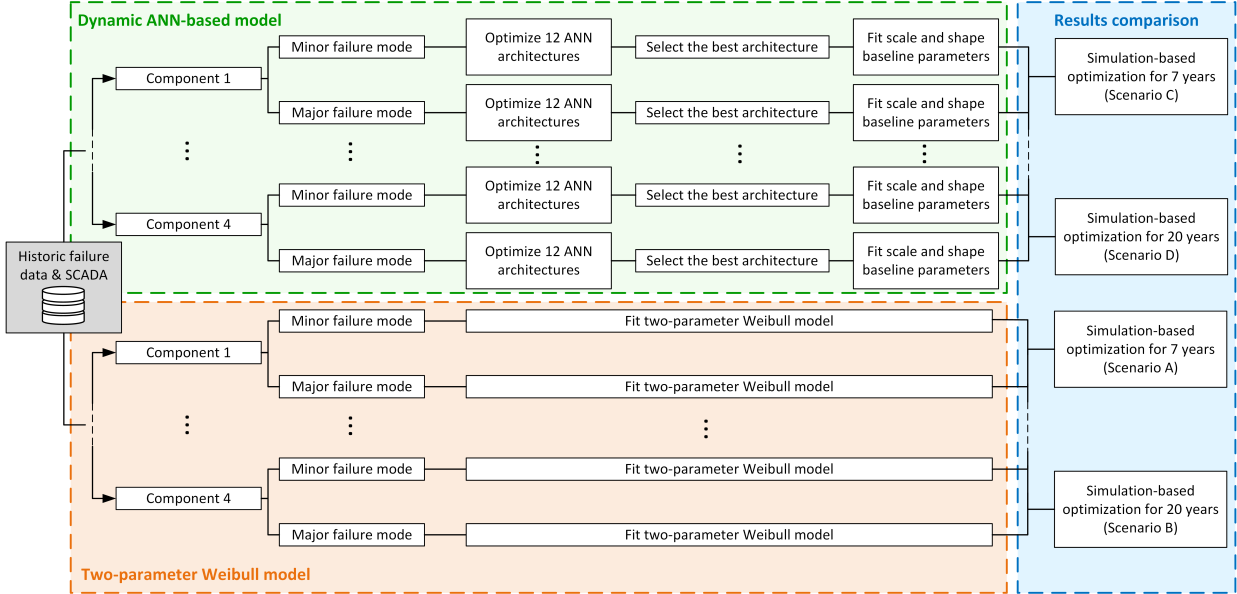 Dynamic ANN-based model
Results comparison
Minor failure mode
Optimize 12 ANN
architectures
Select the best architecture
Fit scale and shape
baseline parameters
Component 1
Major failure mode
Optimize 12 ANN
architectures
Select the best architecture
Fit scale and shape
baseline parameters
Simulation-based
optimization for 7 years
(Scenario C)
Minor failure mode
Optimize 12 ANN
architectures
Select the best architecture
Fit scale and shape
baseline parameters
Component 4
Major failure mode
Optimize 12 ANN
architectures
Select the best architecture
Fit scale and shape
baseline parameters
Simulation-based
optimization for 20 years
(Scenario D)
Historic failure
data & SCADA
Minor failure mode
Fit two-parameter Weibull model
Component 1
Major failure mode
Fit two-parameter Weibull model
Simulation-based
optimization for 7 years
(Scenario A)
Minor failure mode
Fit two-parameter Weibull model
Component 4
Major failure mode
Fit two-parameter Weibull model
Simulation-based
optimization for 20 years
(Scenario B)
Two-parameter Weibull model